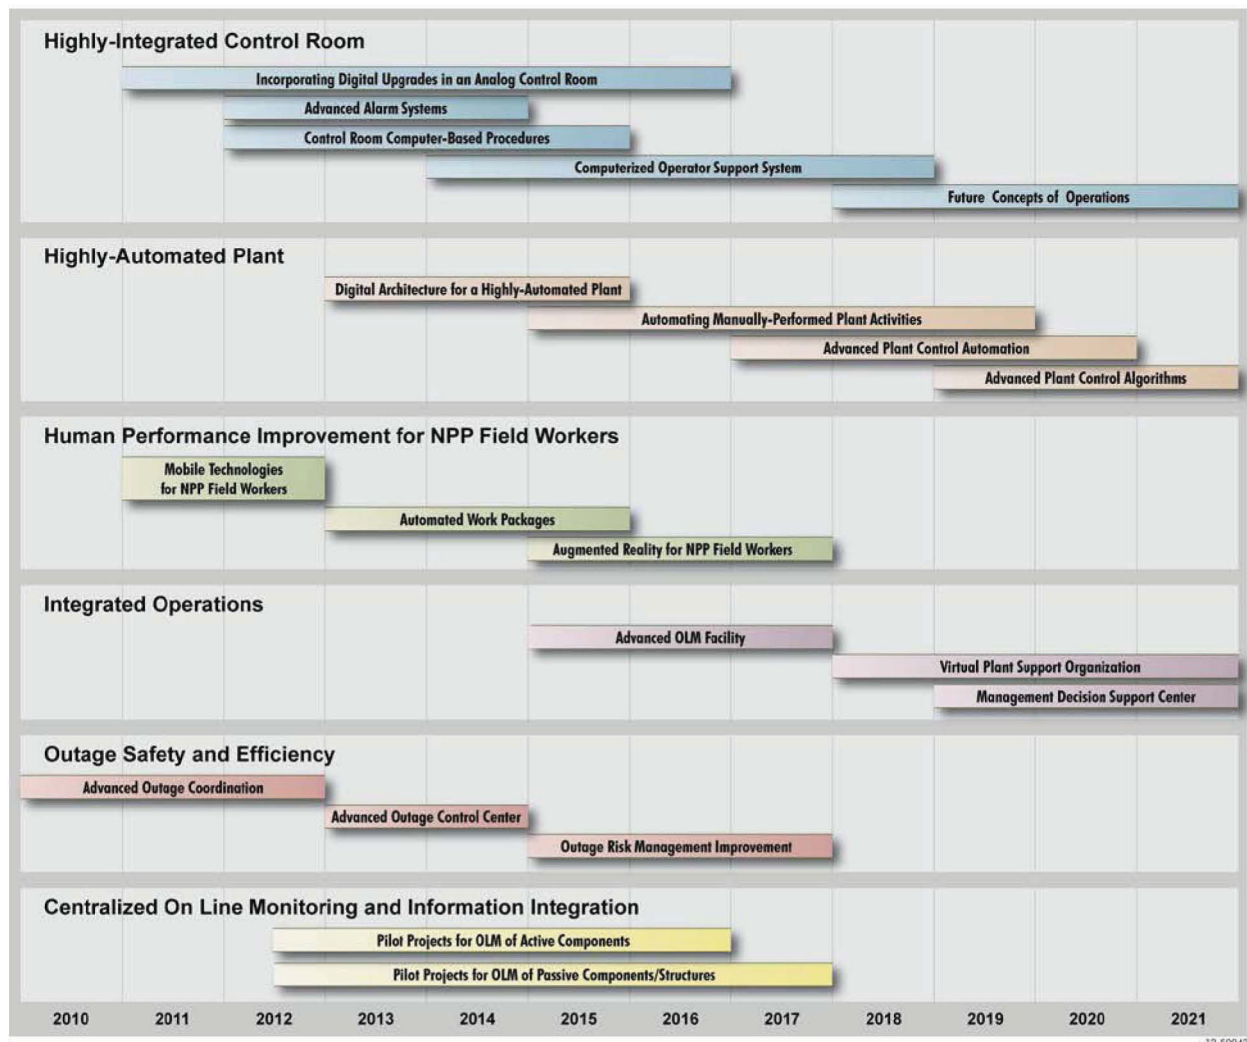 Highly-Integrated Control Room
Incorporating Digital Upgrades in an Analog Control Room
Advanced Alarm Systems
Control Room Computer-Based Procedures
Computerized Operator Support System
Future Concepts of Operations
Highly-Automated Plant
Digital Architecture for a Highly-Automated Plant
Automating Manually-Performed Plant Activities
Advanced Plant Control Automation
Advanced Plant Control Algorithms
Human Performance Improvement for NPP Field Workers
Mobile Technologies
for NPP Field Workers
Automated Work Packages
Augmented Reality for NPP Field Workers
Integrated Operations
Advanced OLM Facility
Virtual Plant Support Organization
Management Decision Support Center
Outage Safety and Efficiency
Advanced Outage Coordination
Advanced Outage Control Center
Outage Risk Management Improvement
Centralized On Line Monitoring and Information Integration
Pilot Projects for OLM of Active Components
Pilot Projects for OLM of Passive Components/Structures
2010 2011 2012 2013 2014 2015 2016 2017 2018 2019 2020 2021